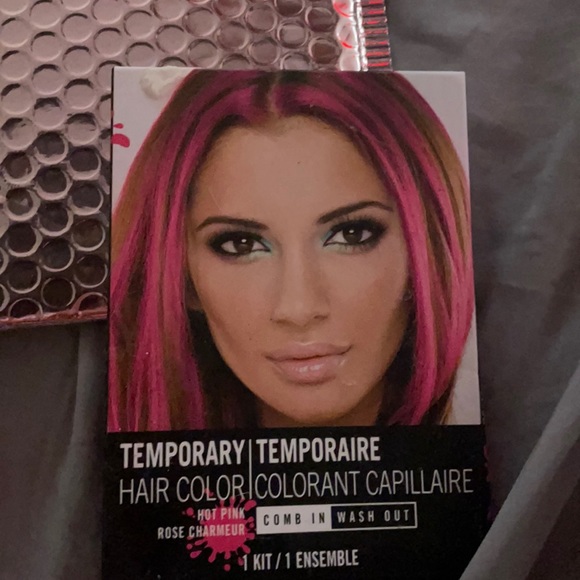 TEMPORARY TEMPORAIRE
HAIR COLOR COLORANT CAPILLAIRE
HOT PINK
ROSE CHARMEUR
COMB IN WASH OUT
1 KIT / 1 ENSEMBLE